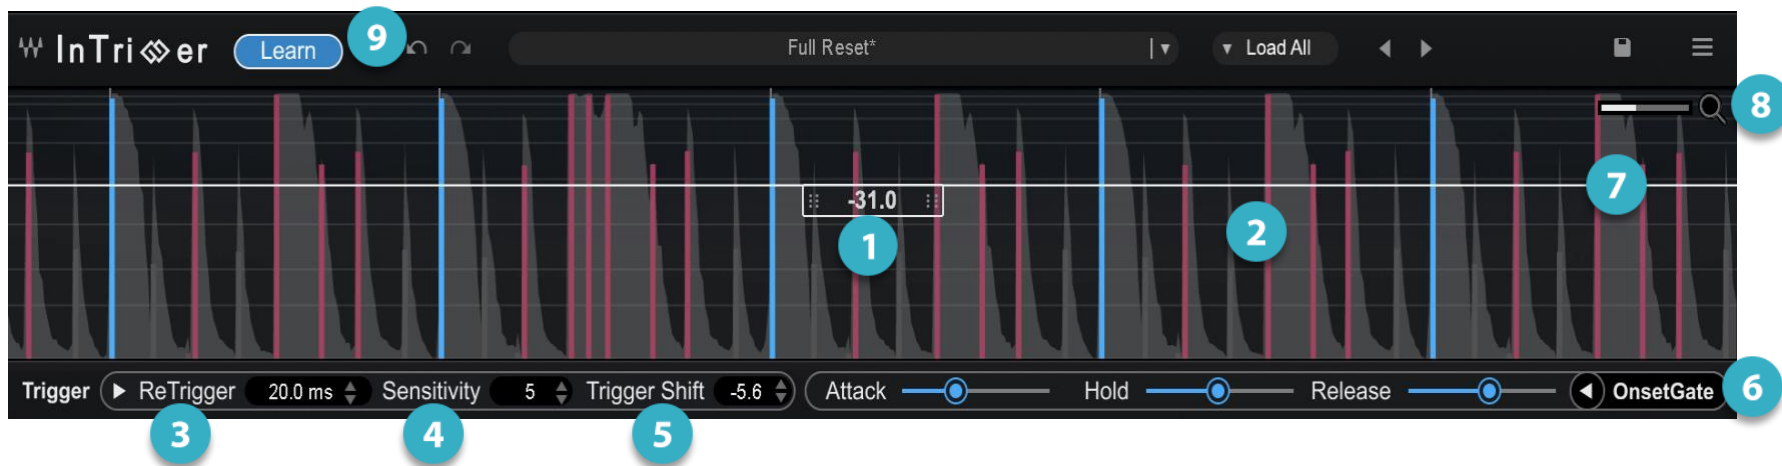 InTrigger Learn 9 Full Reset* Load All
8
7
-31.0
1 2
Trigger ReTrigger 20.0 ms Sensitivity 5 Trigger Shift -5.6 Attack Hold Release OnsetGate 6
3 4 5